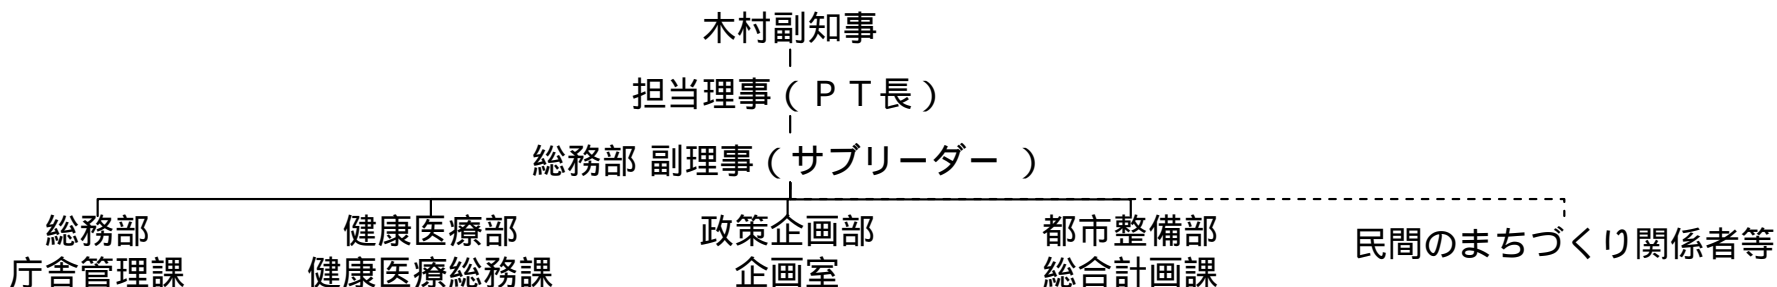 木村副知事
担当理事（ＰＴ長）
総務部 副理事（サブリーダー ）
総務部
庁舎管理課
健康医療部
健康医療総務課
政策企画部
企画室
都市整備部
総合計画課
民間のまちづくり関係者等